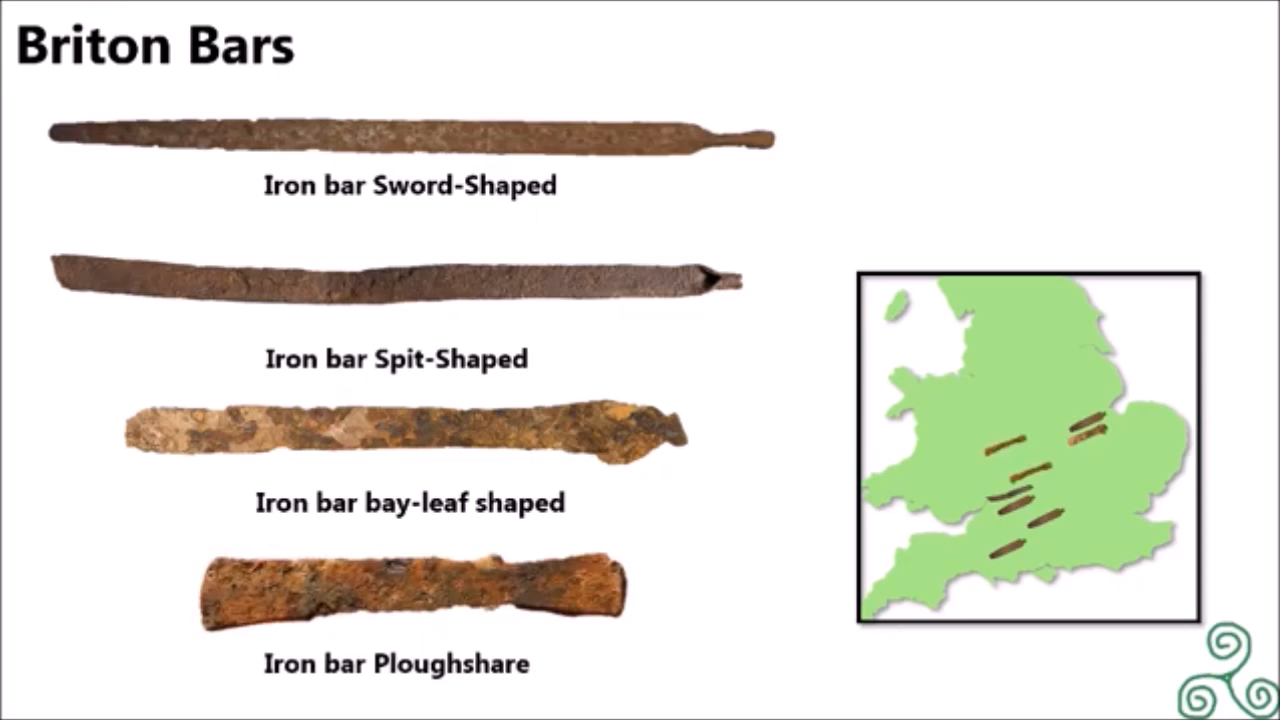 Briton Bars
Iron bar Sword-Shaped
Iron bar Spit-Shaped
Iron bar bay-leaf shaped
Iron bar Ploughshare